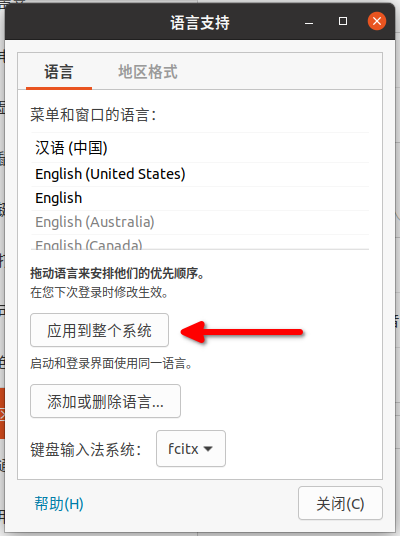 语言支持
语言
地区格式
菜单和窗口的语言：
汉语 (中国)
English (United States)
English
English (Australia)
English (Canada)
拖动语言来安排他们的优先顺序。
在您下次登录时修改生效。
应用到整个系统
启动和登录界面使用同一语言。
添加或删除语言...
键盘输入法系统： fcitx
帮助(H)
关闭(C)